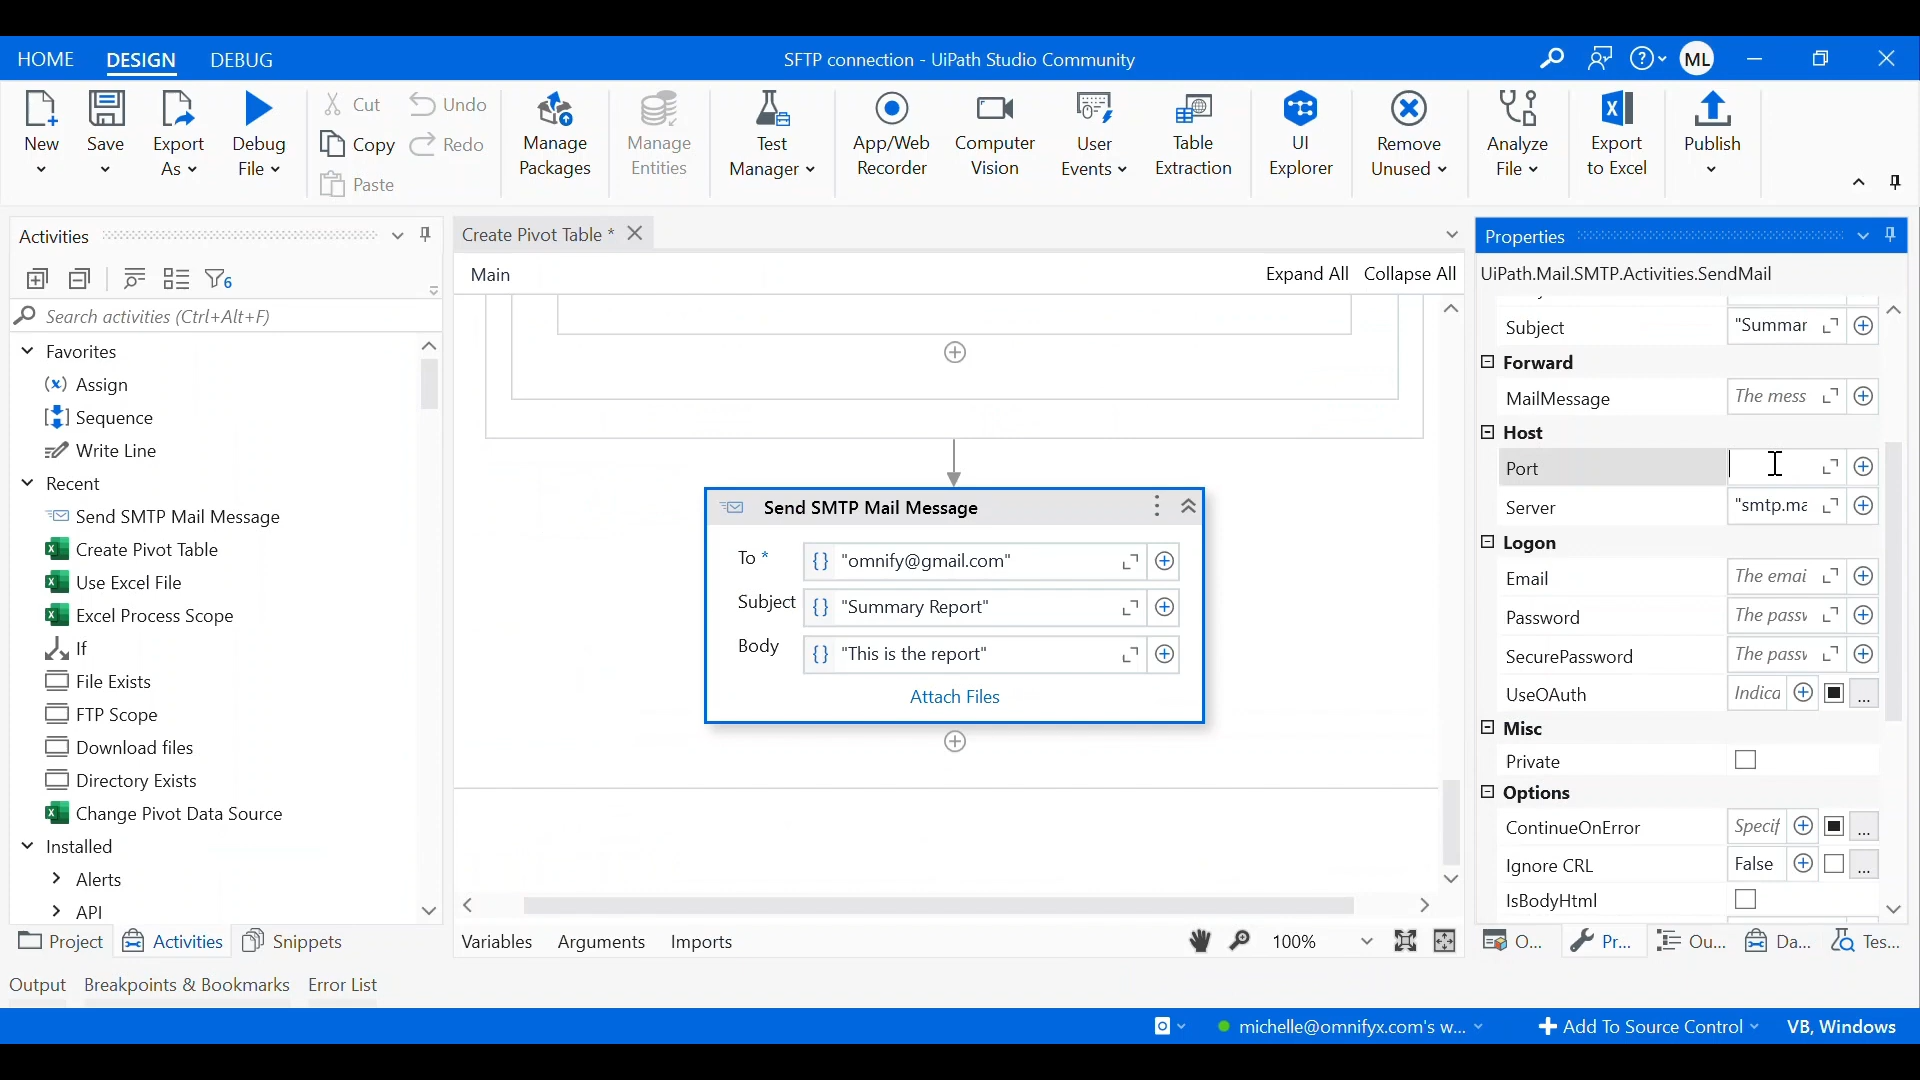 HOME DESIGN DEBUG SFTP connection - UiPath Studio Community ML
New Save Export As Debug File Cut Copy Paste Undo Redo Manage Packages Manage Entities Test Manager App/Web Recorder Computer Vision User Events Table Extraction UI Explorer Remove Unused Analyze File Export to Excel Publish
Activities
6
Search activities (Ctrl+Alt+F)
Favorites
Assign
Sequence
Write Line
Recent
Send SMTP Mail Message
Create Pivot Table
Use Excel File
Excel Process Scope
If
File Exists
FTP Scope
Download files
Directory Exists
Change Pivot Data Source
Installed
Alerts
API
Project Activities Snippets
Create Pivot Table *
Main Expand All Collapse All
Send SMTP Mail Message
To * {} "omnify@gmail.com"
Subject {} "Summary Report"
Body {} "This is the report"
Attach Files
Variables Arguments Imports 100%
Properties
UiPath.Mail.SMTP.Activities.SendMail
Subject "Summar
Forward
MailMessage The mess
Host
Port
Server "smtp.ma
Logon
Email The emai
Password The passv
SecurePassword The passv
UseOAuth Indica ...
Misc
Private
Options
ContinueOnError Specif ...
Ignore CRL False ...
IsBodyHtml
O... Pr... Ou... Da... Tes...
Output Breakpoints & Bookmarks Error List
michelle@omnifyx.com's w... Add To Source Control VB, Windows